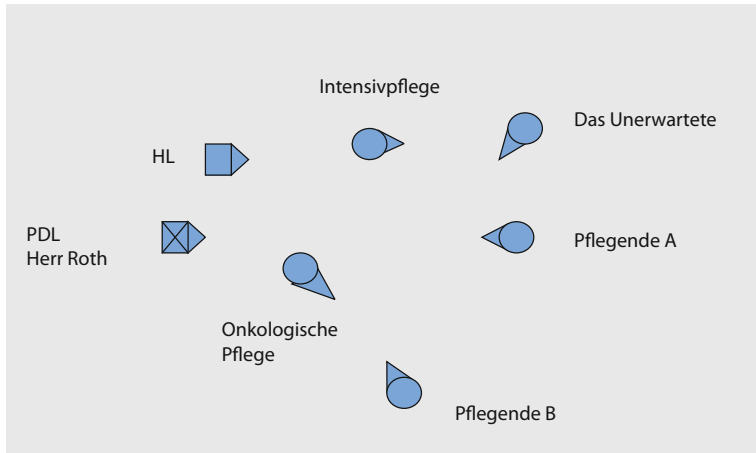 Intensivpflege
Das Unerwartete
HL
PDL
Herr Roth
Pflegende A
Onkologische
Pflege
Pflegende B